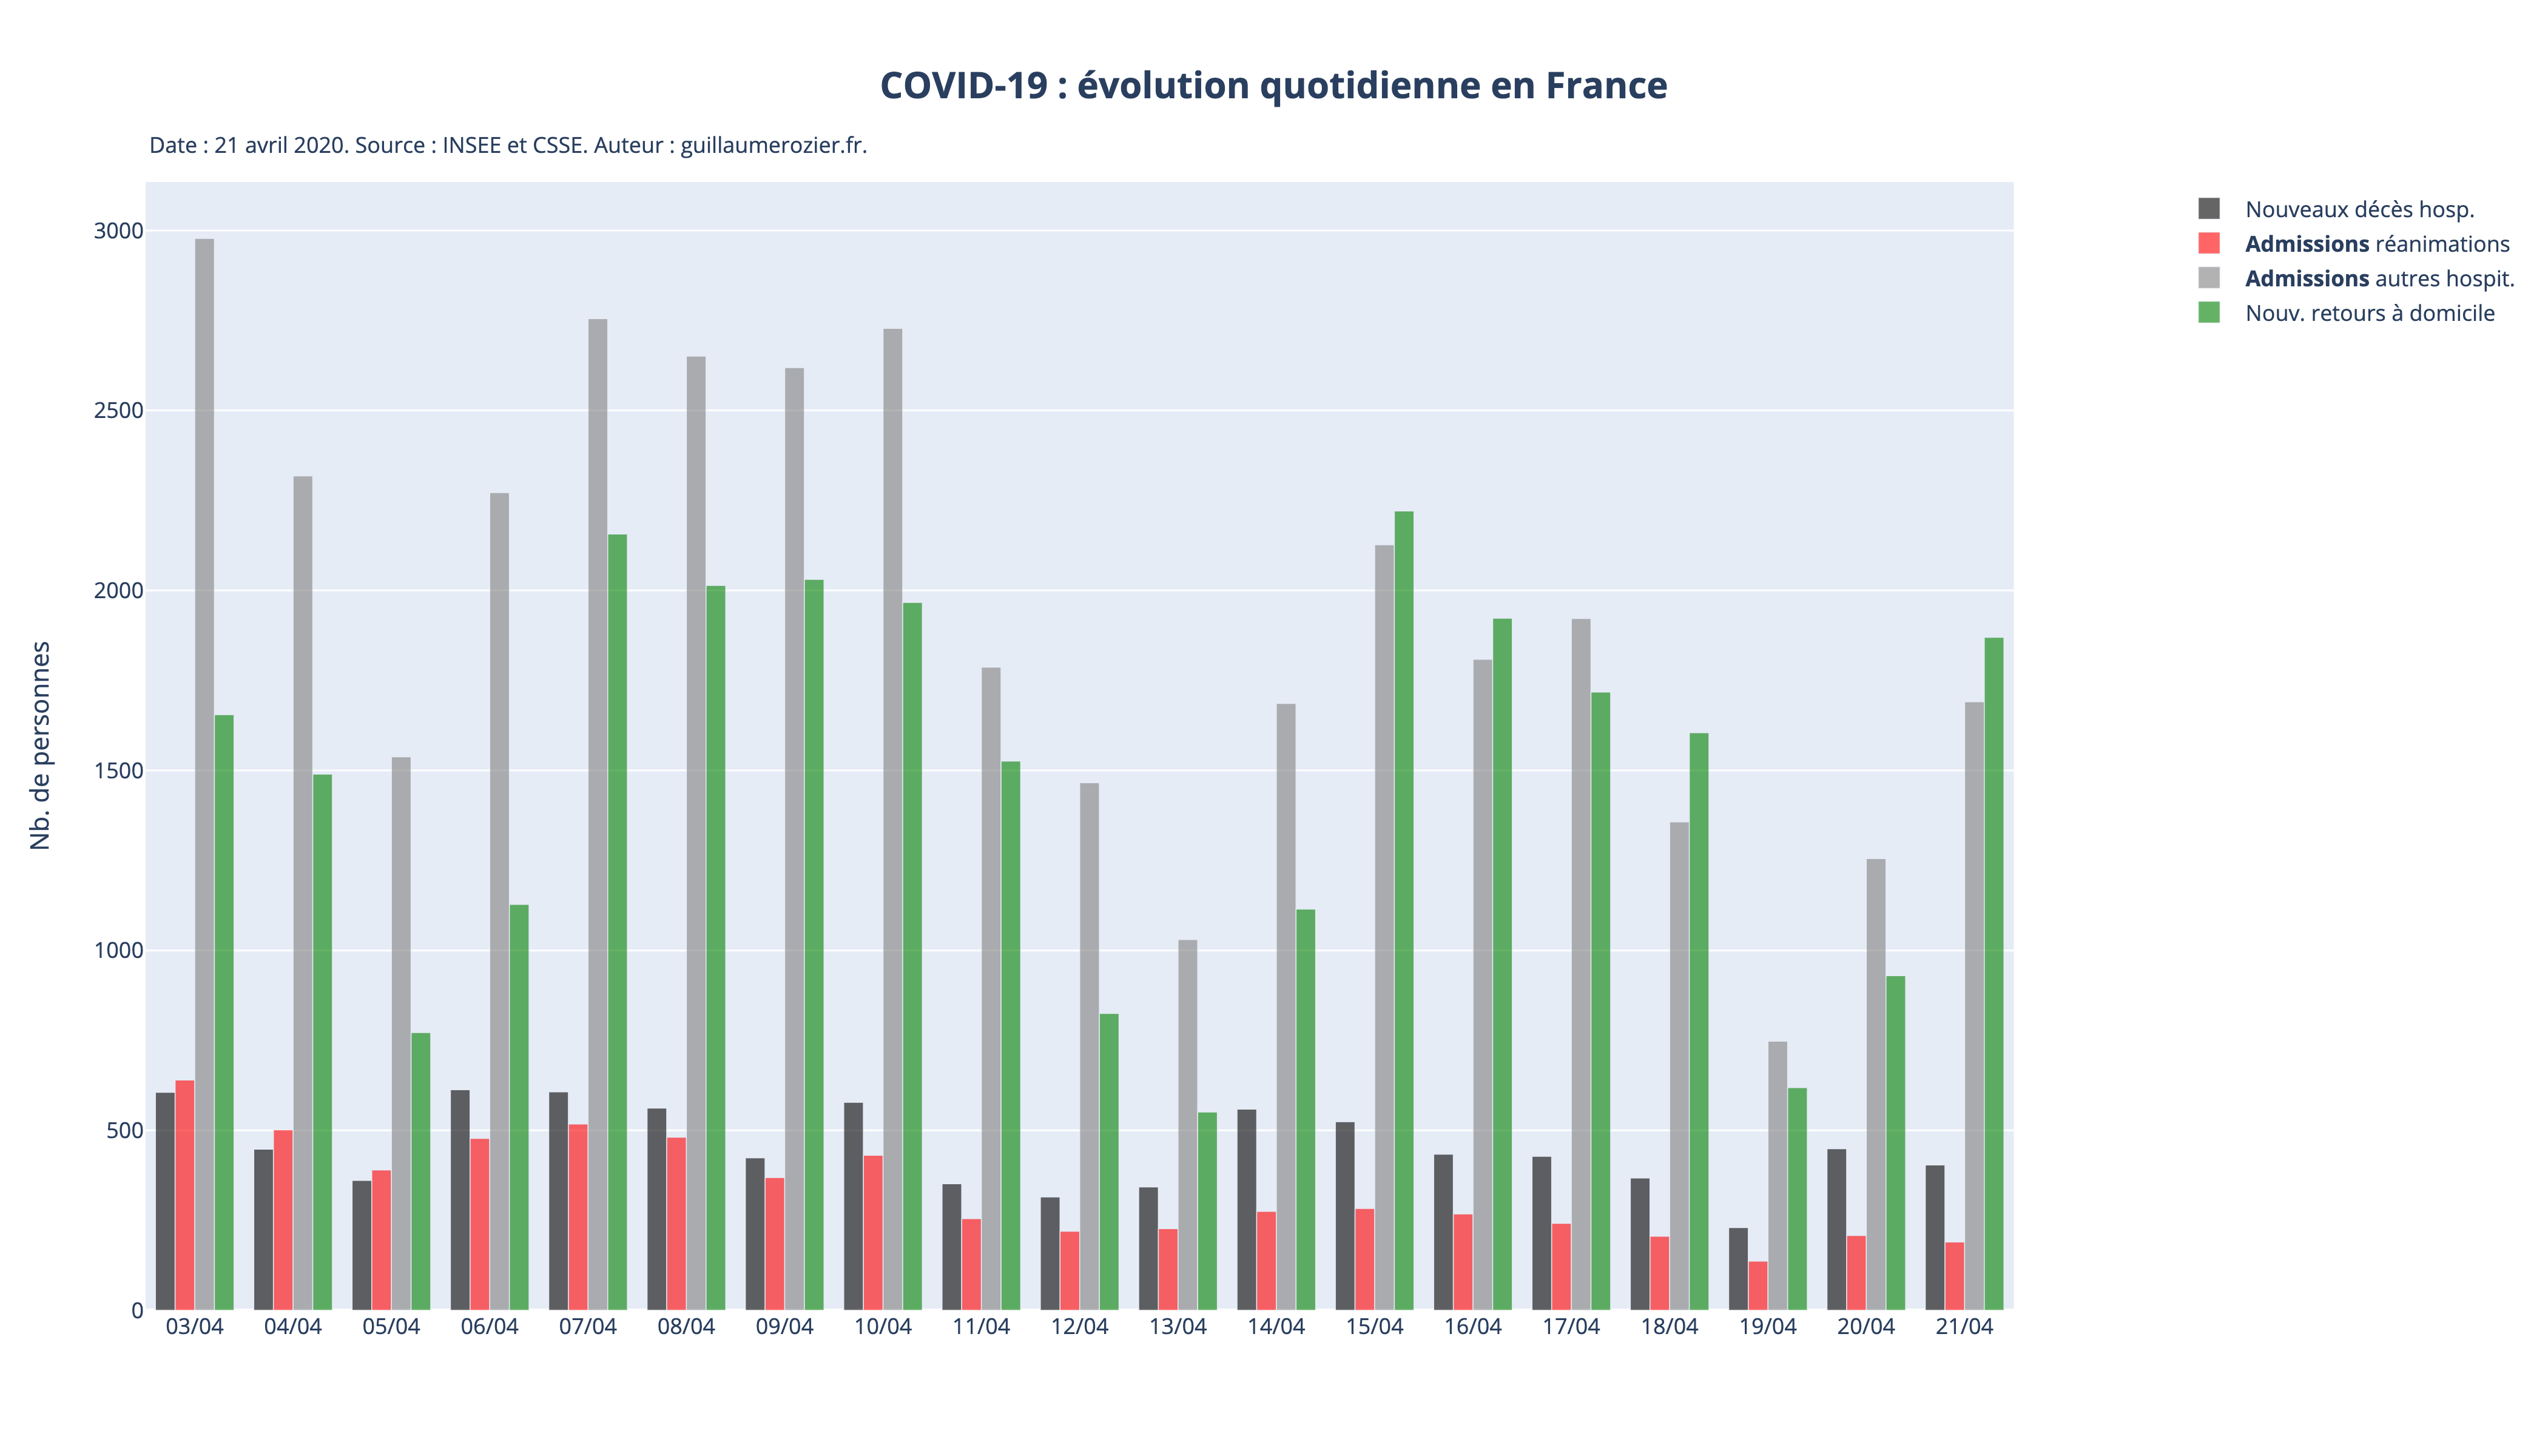 COVID-19 : évolution quotidienne en France
Date : 21 avril 2020. Source : INSEE et CSSE. Auteur : guillaumerozier.fr.
Nouveaux décès hosp.
Admissions réanimations
Admissions autres hospit.
Nouv. retours à domicile
Nb. de personnes
3000
2500
2000
1500
1000
500
0
03/04 04/04 05/04 06/04 07/04 08/04 09/04 10/04 11/04 12/04 13/04 14/04 15/04 16/04 17/04 18/04 19/04 20/04 21/04